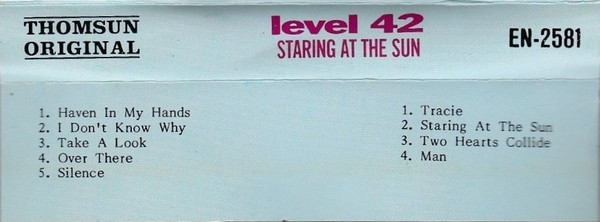 THOMSUN
ORIGINAL
level 42
STARING AT THE SUN
EN-2581
1. Haven In My Hands
2. I Don't Know Why
3. Take A Look
4. Over There
5. Silence
1. Tracie
2. Staring At The Sun
3. Two Hearts Collide
4. Man